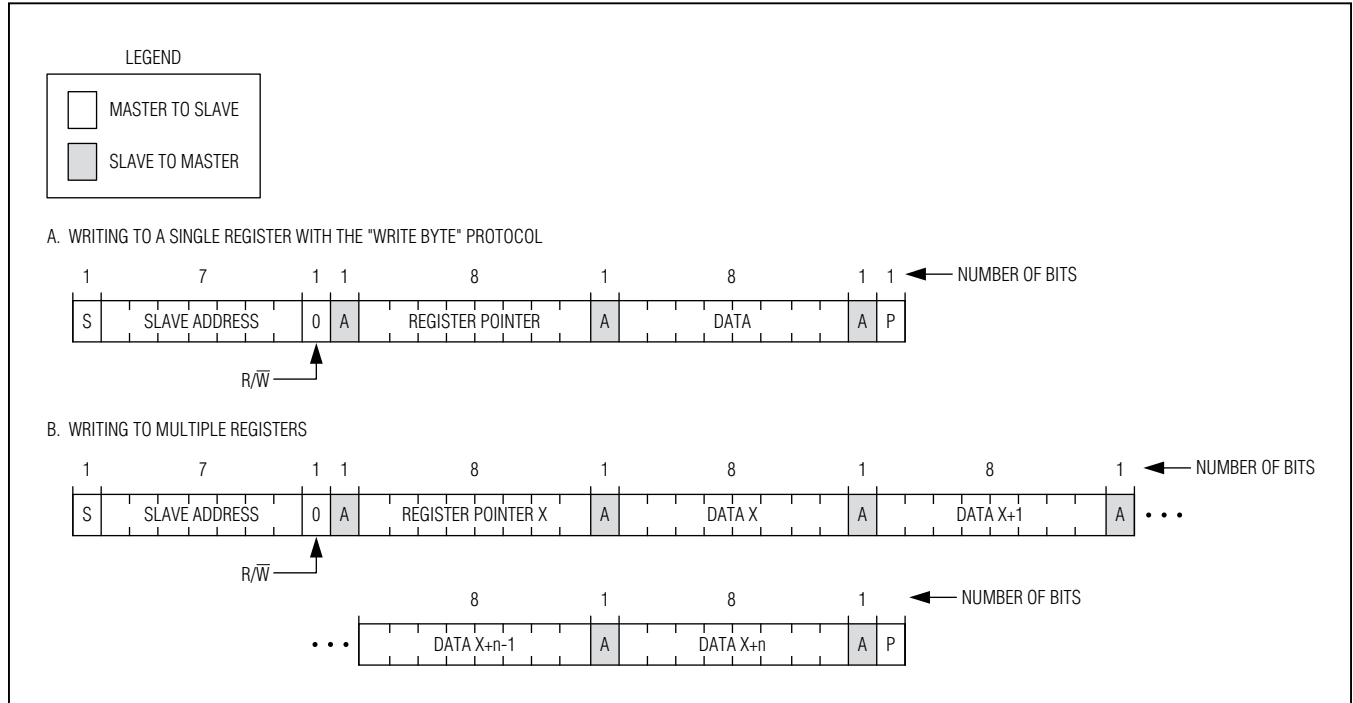 LEGEND
MASTER TO SLAVE
SLAVE TO MASTER
A. WRITING TO A SINGLE REGISTER WITH THE "WRITE BYTE" PROTOCOL
1 7 1 1 8 1 8 1 1 NUMBER OF BITS
S SLAVE ADDRESS 0 A REGISTER POINTER A DATA A P
R/W̅
B. WRITING TO MULTIPLE REGISTERS
1 7 1 1 8 1 8 1 8 1 NUMBER OF BITS
S SLAVE ADDRESS 0 A REGISTER POINTER X A DATA X A DATA X+1 A • • •
R/W̅
8 1 8 1 NUMBER OF BITS
• • • DATA X+n-1 A DATA X+n A P